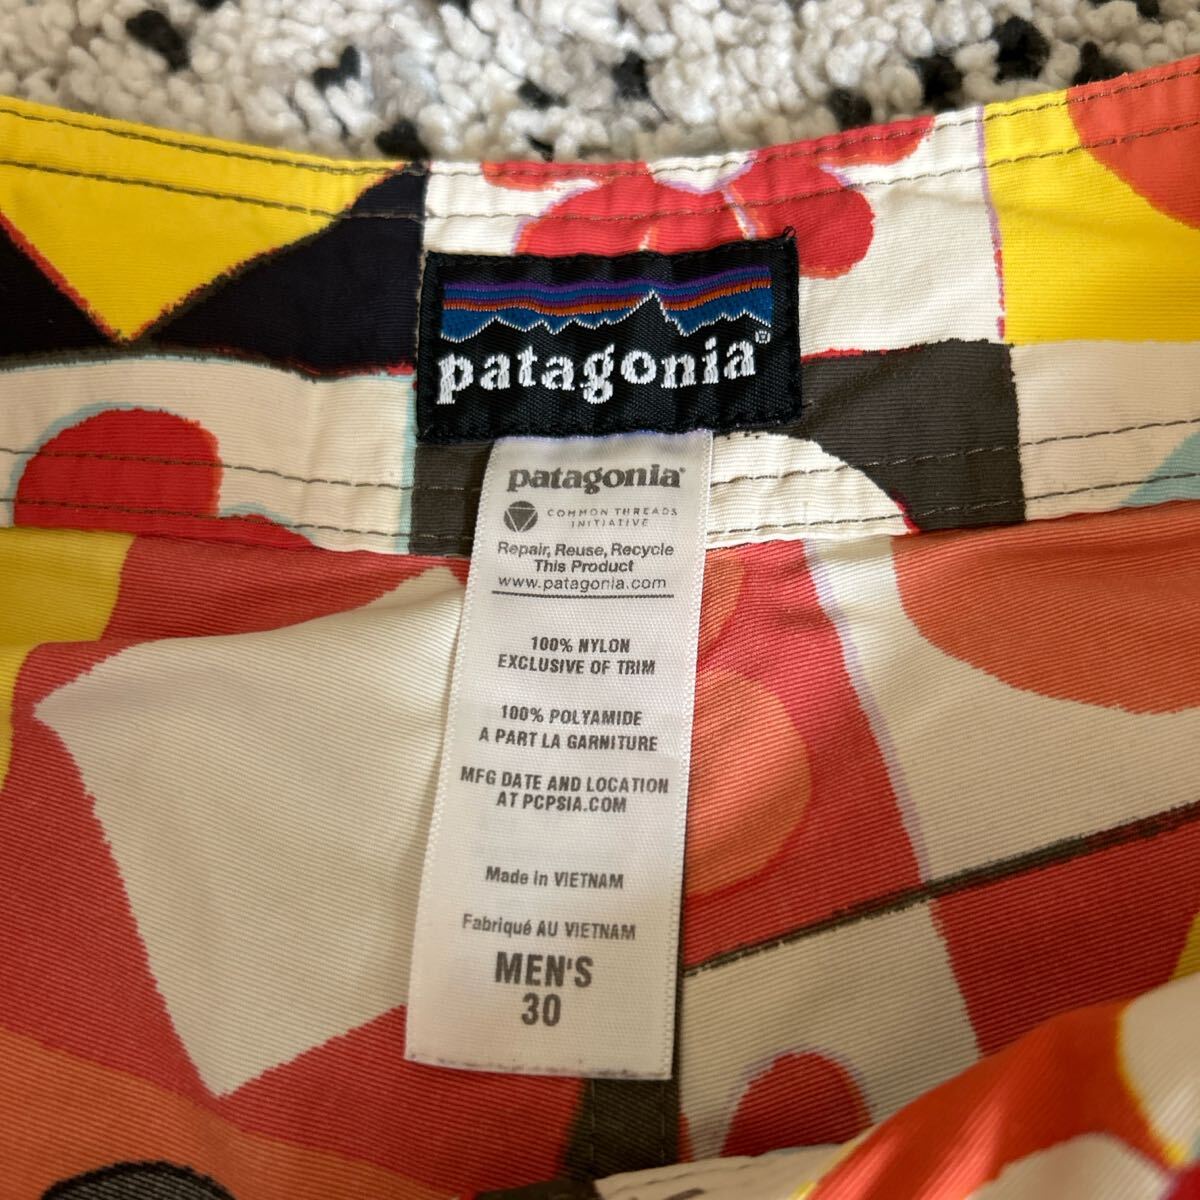 patagonia®
patagonia®
COMMON THREADS
INITIATIVE
Repair, Reuse, Recycle
This Product
www.patagonia.com
100% NYLON
EXCLUSIVE OF TRIM
100% POLYAMIDE
A PART LA GARNITURE
MFG DATE AND LOCATION
AT PCPSIA.COM
Made in VIETNAM
Fabriqué AU VIETNAM
MEN'S
30